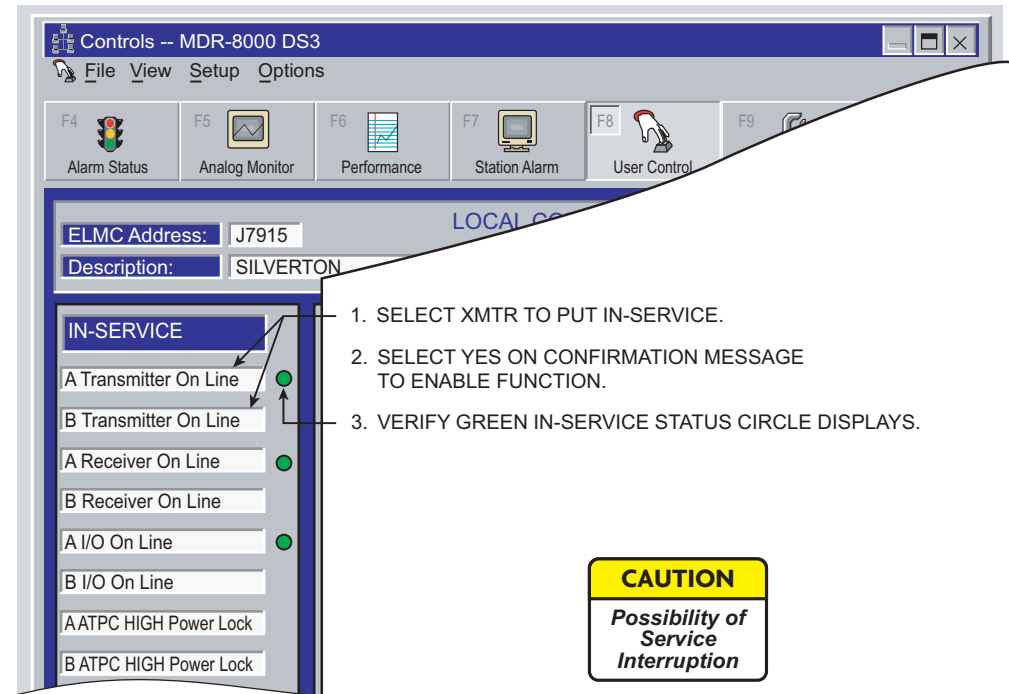 Controls -- MDR-8000 DS3
File View Setup Options
F4 F5 F6 F7 F8 F9
Alarm Status Analog Monitor Performance Station Alarm User Control
LOCAL
ELMC Address: J7915
Description: SILVERTON
IN-SERVICE
A Transmitter On Line
B Transmitter On Line
A Receiver On Line
B Receiver On Line
A I/O On Line
B I/O On Line
A ATPC HIGH Power Lock
B ATPC HIGH Power Lock
1. SELECT XMTR TO PUT IN-SERVICE.
2. SELECT YES ON CONFIRMATION MESSAGE
TO ENABLE FUNCTION.
3. VERIFY GREEN IN-SERVICE STATUS CIRCLE DISPLAYS.
CAUTION
Possibility of
Service
Interruption